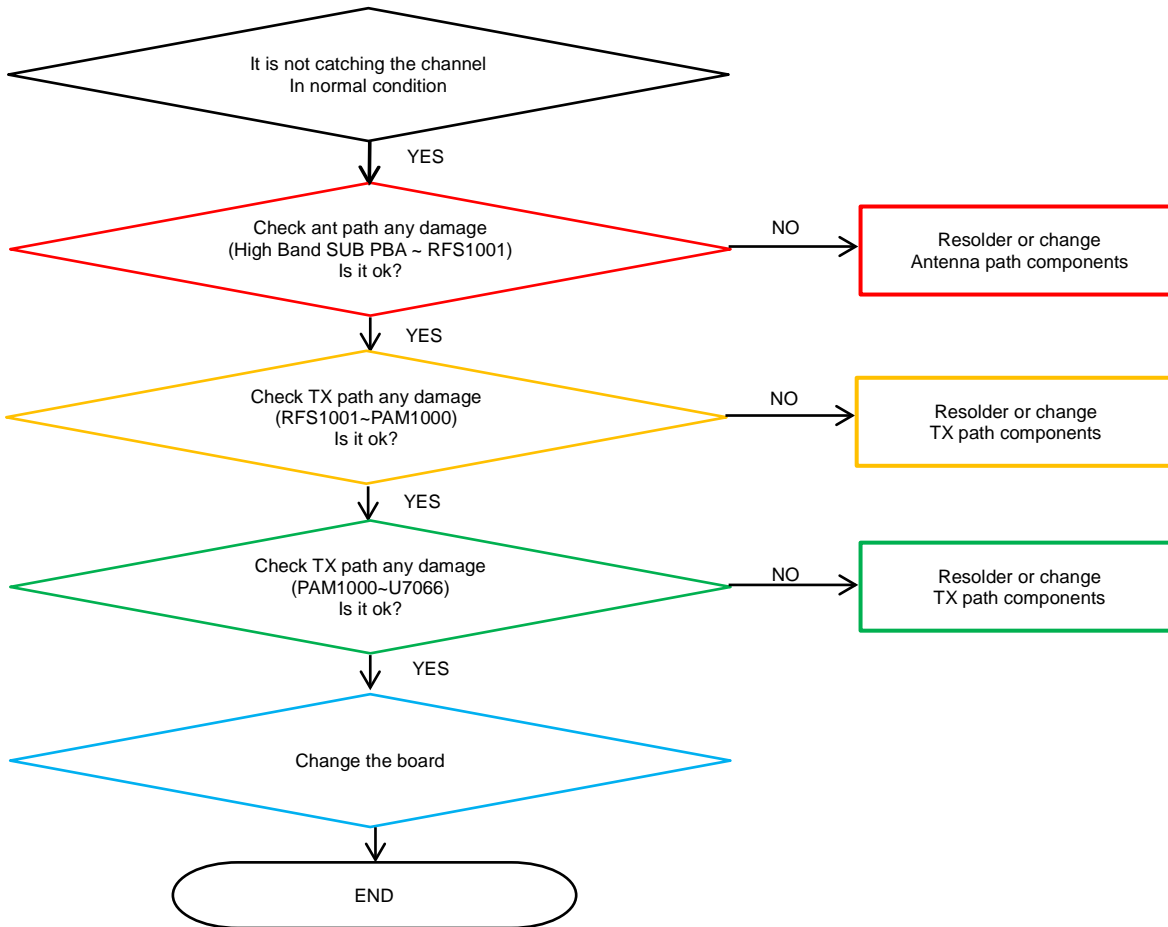 It is not catching the channel
In normal condition
YES
Check ant path any damage
(High Band SUB PBA ~ RFS1001)
Is it ok?
NO
Resolder or change
Antenna path components
YES
Check TX path any damage
(RFS1001~PAM1000)
Is it ok?
NO
Resolder or change
TX path components
YES
Check TX path any damage
(PAM1000~U7066)
Is it ok?
NO
Resolder or change
TX path components
YES
Change the board
END